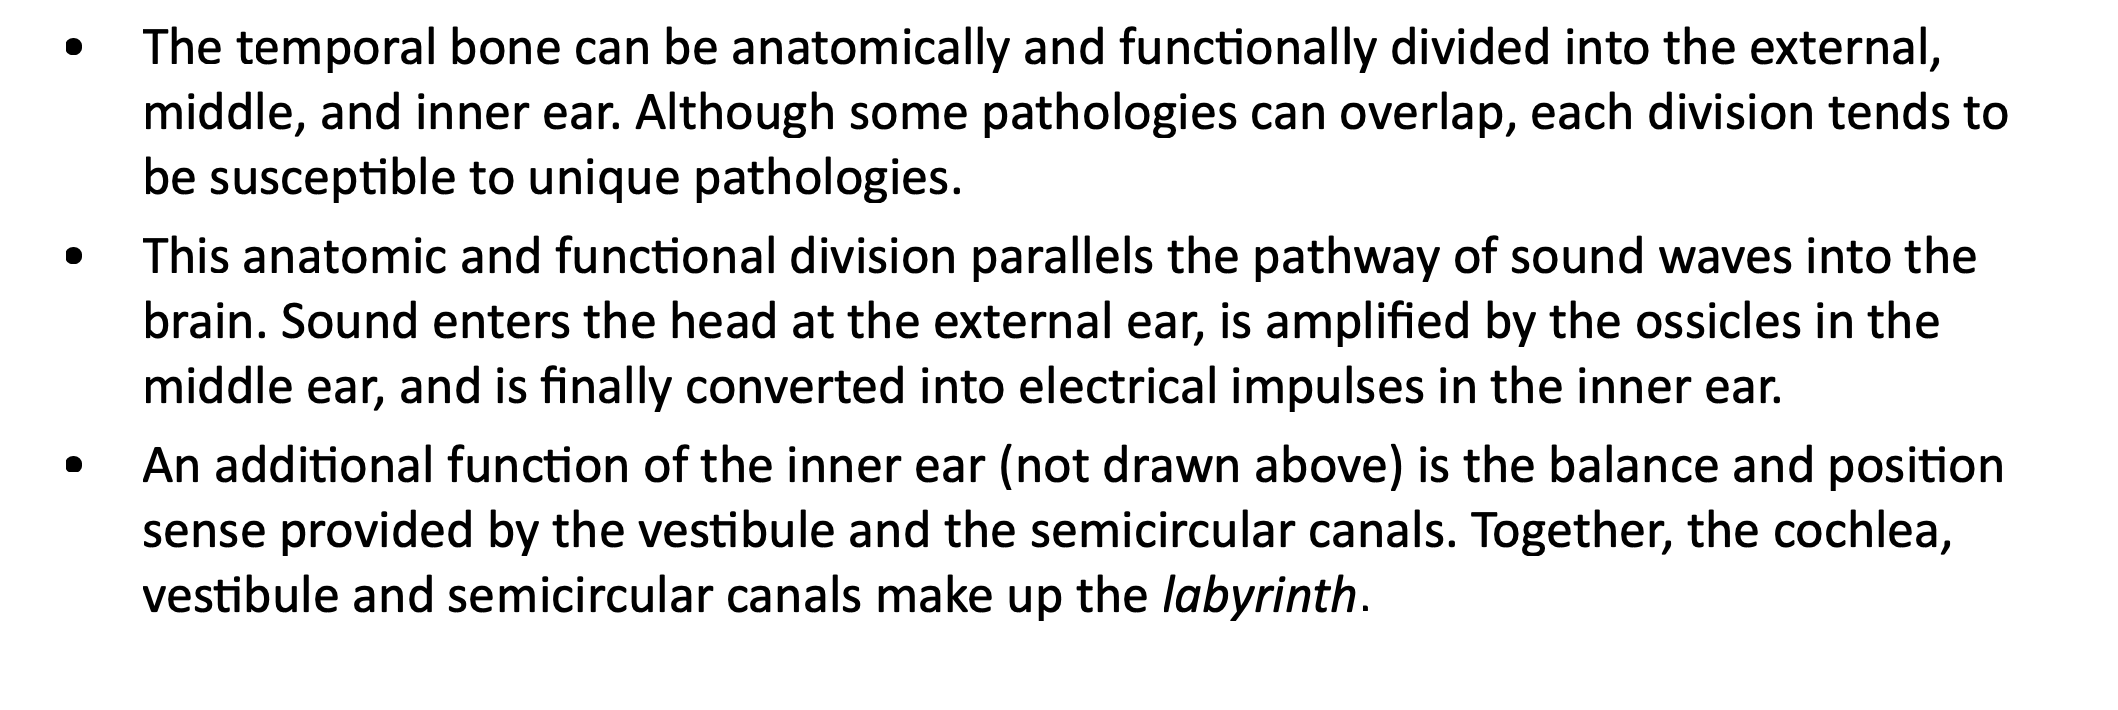 • The temporal bone can be anatomically and functionally divided into the external,
middle, and inner ear. Although some pathologies can overlap, each division tends to
be susceptible to unique pathologies.
• This anatomic and functional division parallels the pathway of sound waves into the
brain. Sound enters the head at the external ear, is amplified by the ossicles in the
middle ear, and is finally converted into electrical impulses in the inner ear.
• An additional function of the inner ear (not drawn above) is the balance and position
sense provided by the vestibule and the semicircular canals. Together, the cochlea,
vestibule and semicircular canals make up the labyrinth.